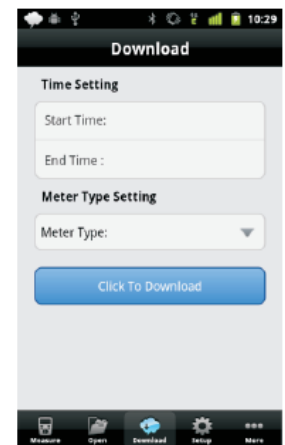 10:29
Download
Time Setting
Start Time:
End Time :
Meter Type Setting
Meter Type:
Click To Download
Measure Open Download Setup More